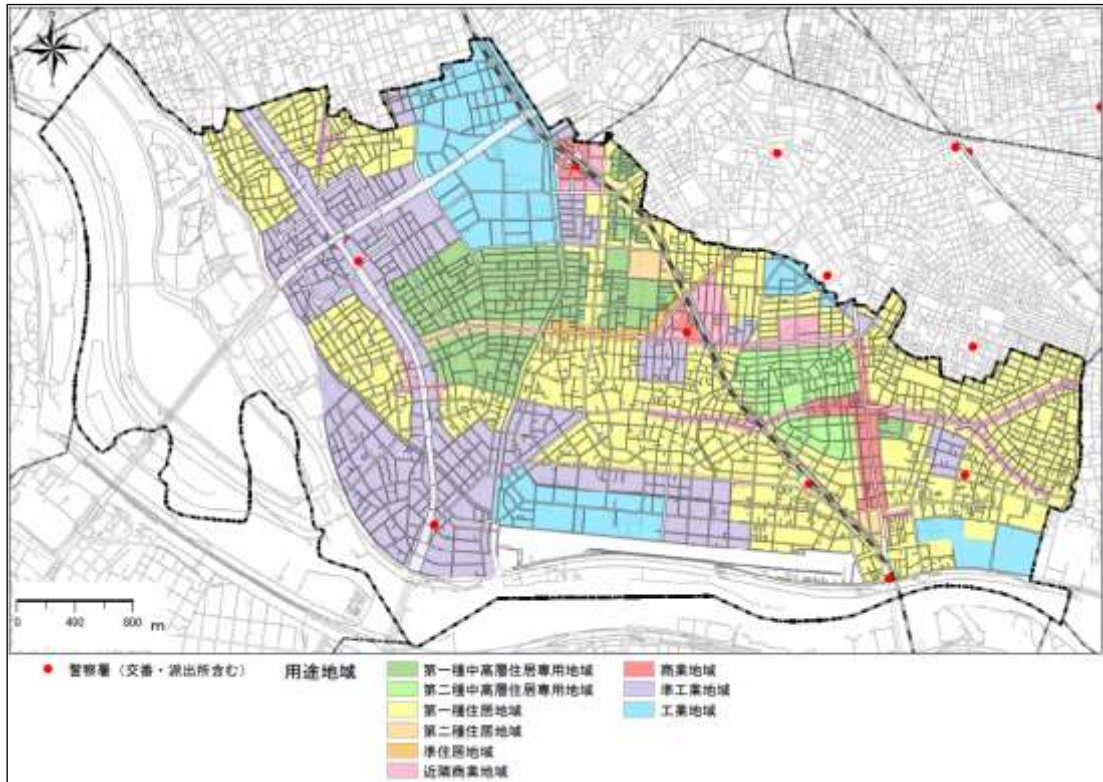 0 400 800 m
警察署（交番・派出所含む）
用途地域
第一種中高層住居専用地域
第二種中高層住居専用地域
第一種住居地域
第二種住居地域
準住居地域
近隣商業地域
商業地域
準工業地域
工業地域